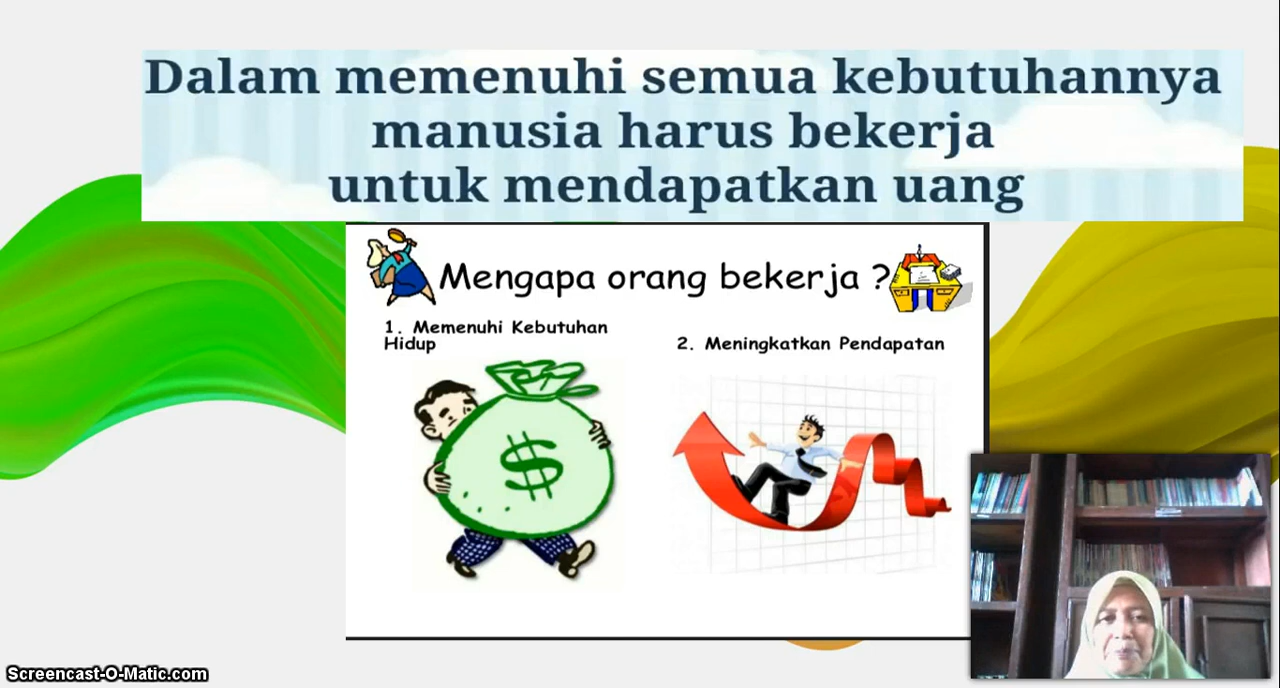 Dalam memenuhi semua kebutuhannya
manusia harus bekerja
untuk mendapatkan uang
Mengapa orang bekerja ?
1. Memenuhi Kebutuhan
Hidup
2. Meningkatkan Pendapatan
$
Screencast-O-Matic.com